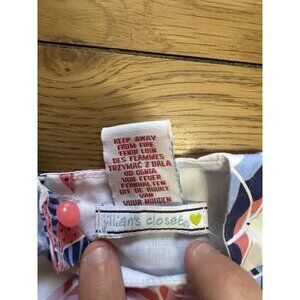 KEEP AWAY
FROM FIRE
TENIR LOIN
DES FLAMMES
TRZYMAĆ Z DALA
OD OGNIA
VON FEUER
FERNHALTEN
UIT DE BUURT
VAN
VUUR HOUDEN
jillian's closet